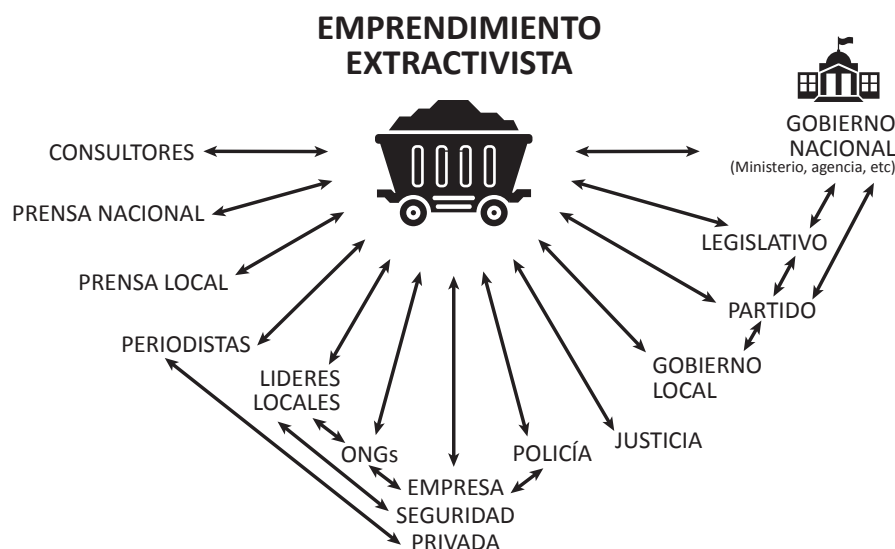 EMPRENDIMIENTO
EXTRACTIVISTA
GOBIERNO
NACIONAL
(Ministerio, agencia, etc)
CONSULTORES
PRENSA NACIONAL
LEGISLATIVO
PRENSA LOCAL
PARTIDO
PERIODISTAS
GOBIERNO
LOCAL
LIDERES
LOCALES
JUSTICIA
ONGs
POLICÍA
EMPRESA
SEGURIDAD
PRIVADA